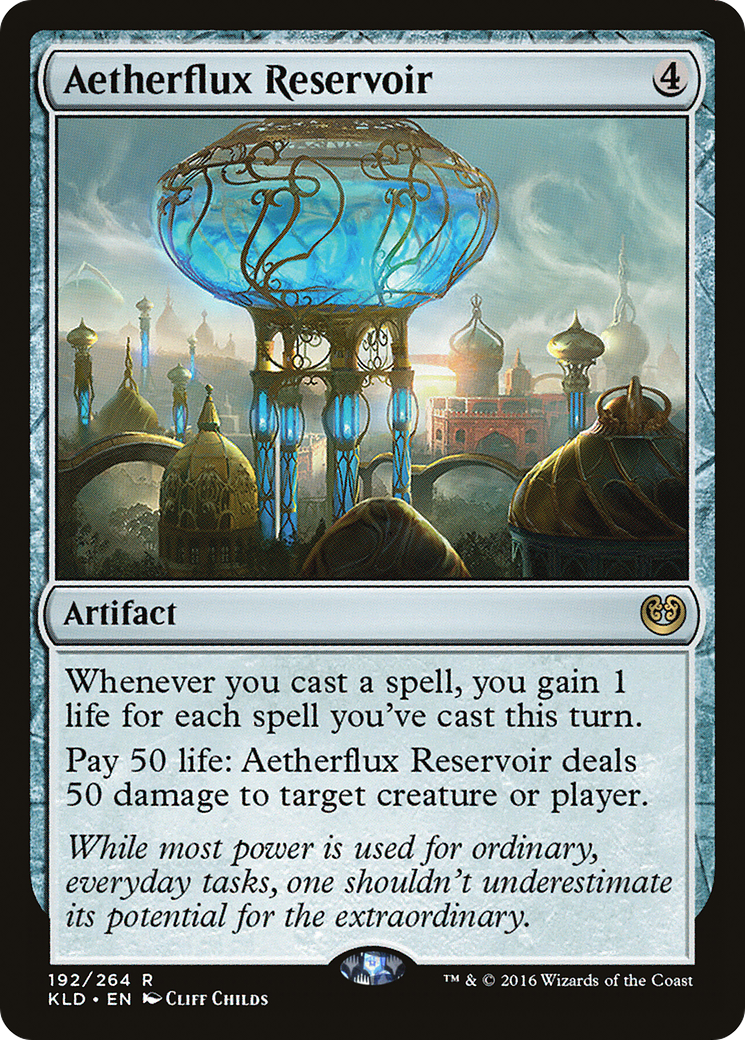 Aetherflux Reservoir 4
Artifact
Whenever you cast a spell, you gain 1
life for each spell you've cast this turn.
Pay 50 life: Aetherflux Reservoir deals
50 damage to target creature or player.
While most power is used for ordinary,
everyday tasks, one shouldn't underestimate
its potential for the extraordinary.
192/264 R
KLD • EN Cliff Childs
™ & © 2016 Wizards of the Coast